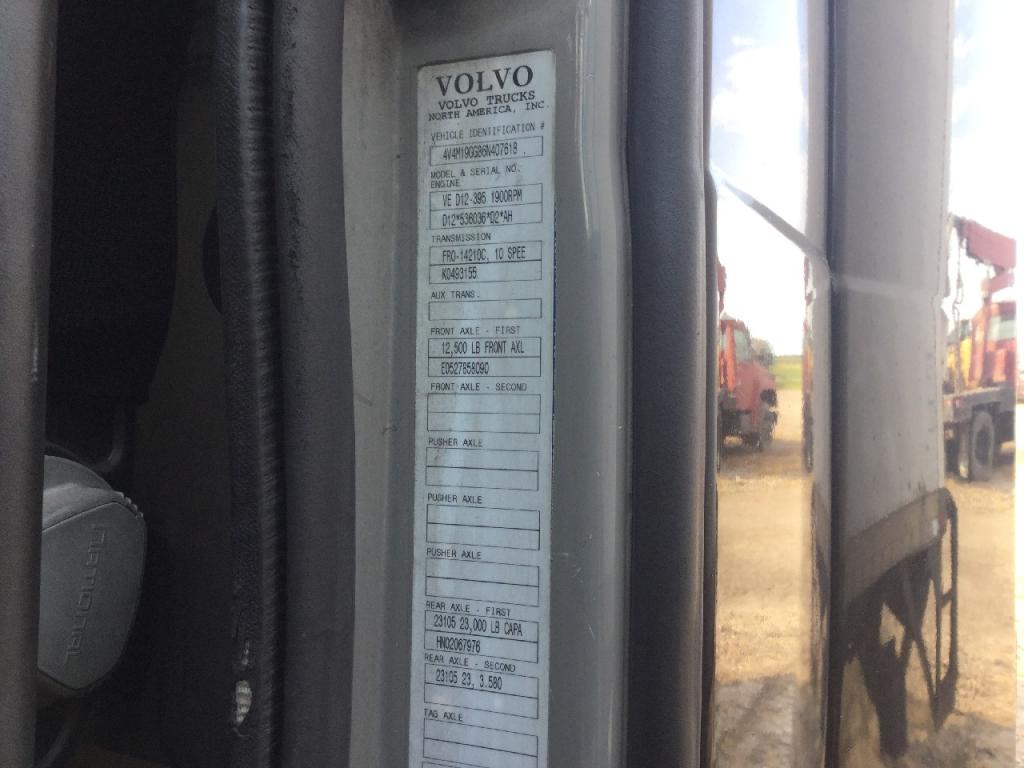 VOLVO
VOLVO TRUCKS
NORTH AMERICA, INC.
VEHICLE IDENTIFICATION #
4V4M19GG86N407618
MODEL & SERIAL NO.
ENGINE
VE D12-395 1900RPM
D12*536036*D2*AH
TRANSMISSION
FRO-14210C, 10 SPEE
K0493155
AUX TRANS.
FRONT AXLE - FIRST
12,500 LB FRONT AXL
E0527858090
FRONT AXLE - SECOND
PUSHER AXLE
PUSHER AXLE
PUSHER AXLE
REAR AXLE - FIRST
23105 23,000 LB CAPA
HN02067976
REAR AXLE - SECOND
23105 23, 3.580
TAG AXLE
NATIONAL